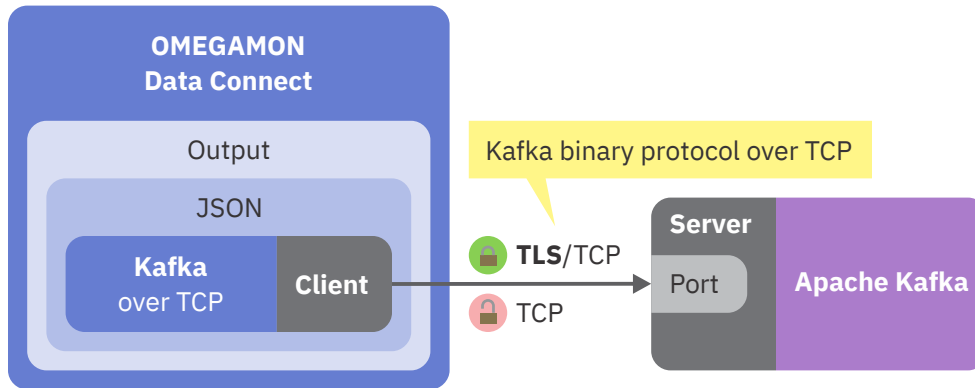 OMEGAMON
Data Connect
Output
JSON
Kafka
over TCP
Client
Kafka binary protocol over TCP
TLS/TCP
TCP
Server
Port
Apache Kafka